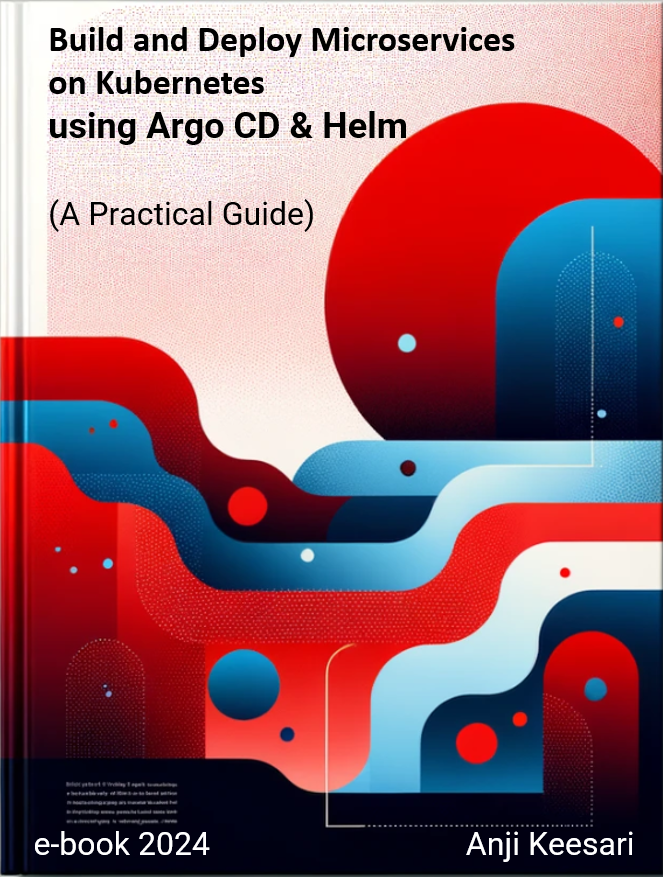 Build and Deploy Microservices
on Kubernetes
using Argo CD & Helm
(A Practical Guide)
e-book 2024
Anji Keesari